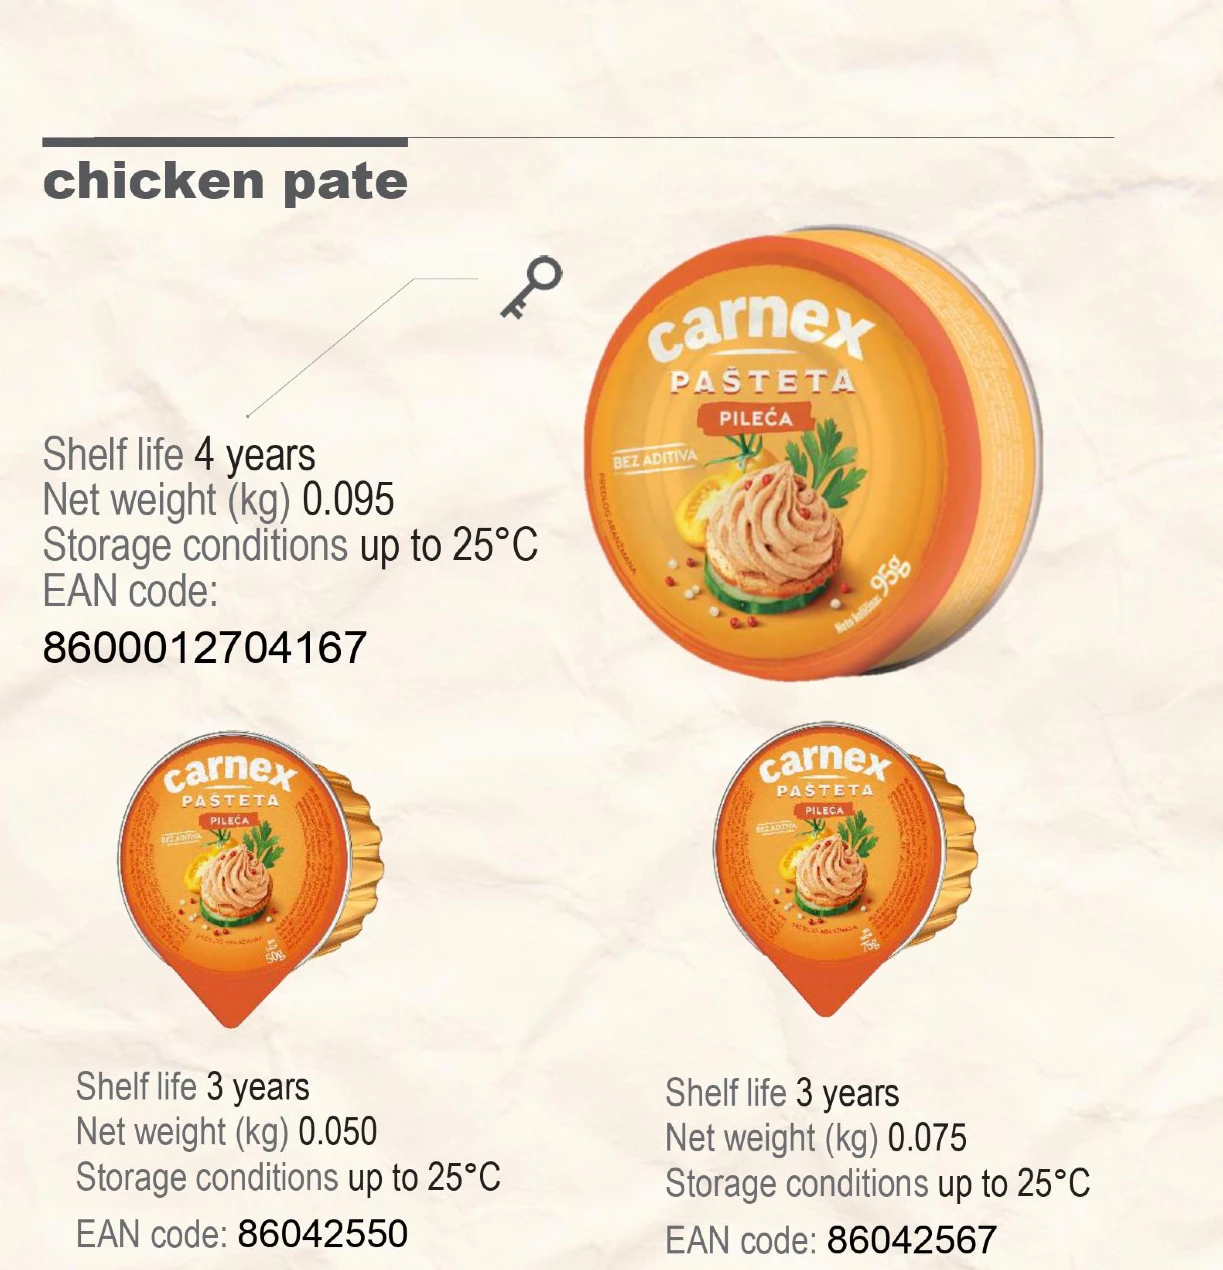 chicken pate
carnex
PAŠTETA
PILEĆA
BEZ ADITIVA
PREDLOG ARANŽMANA
Neto količina: 95g
Shelf life 4 years
Net weight (kg) 0.095
Storage conditions up to 25°C
EAN code:
8600012704167
carnex
PAŠTETA
PILEĆA
BEZ ADITIVA
PREDLOG ARANŽMANA
50g
Shelf life 3 years
Net weight (kg) 0.050
Storage conditions up to 25°C
EAN code: 86042550
carnex
PAŠTETA
PILEĆA
BEZ ADITIVA
PREDLOG ARANŽMANA
75g
Shelf life 3 years
Net weight (kg) 0.075
Storage conditions up to 25°C
EAN code: 86042567